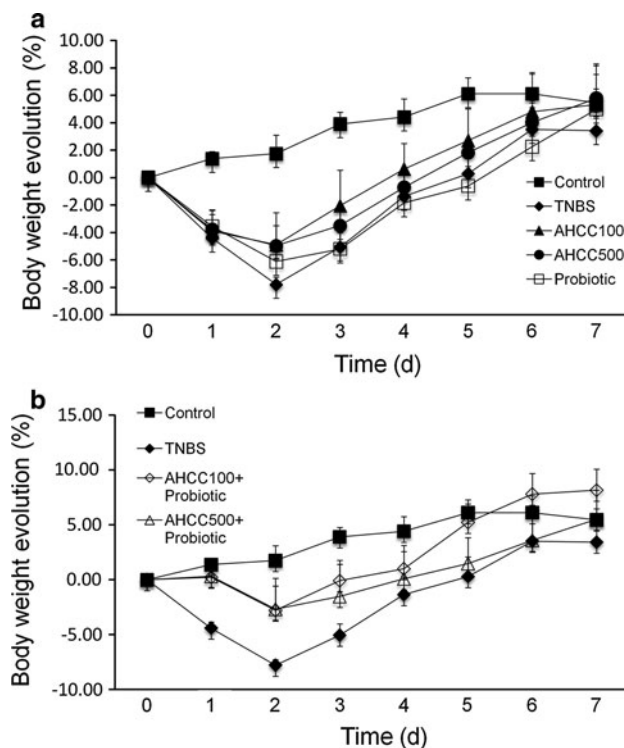 a
Body weight evolution (%)
10.00
8.00
6.00
4.00
2.00
0.00
-2.00
-4.00
-6.00
-8.00
-10.00
Control
TNBS
AHCC100
AHCC500
Probiotic
0 1 2 3 4 5 6 7
Time (d)
b
Body weight evolution (%)
15.00
10.00
5.00
0.00
-5.00
-10.00
Control
TNBS
AHCC100+
Probiotic
AHCC500+
Probiotic
0 1 2 3 4 5 6 7
Time (d)